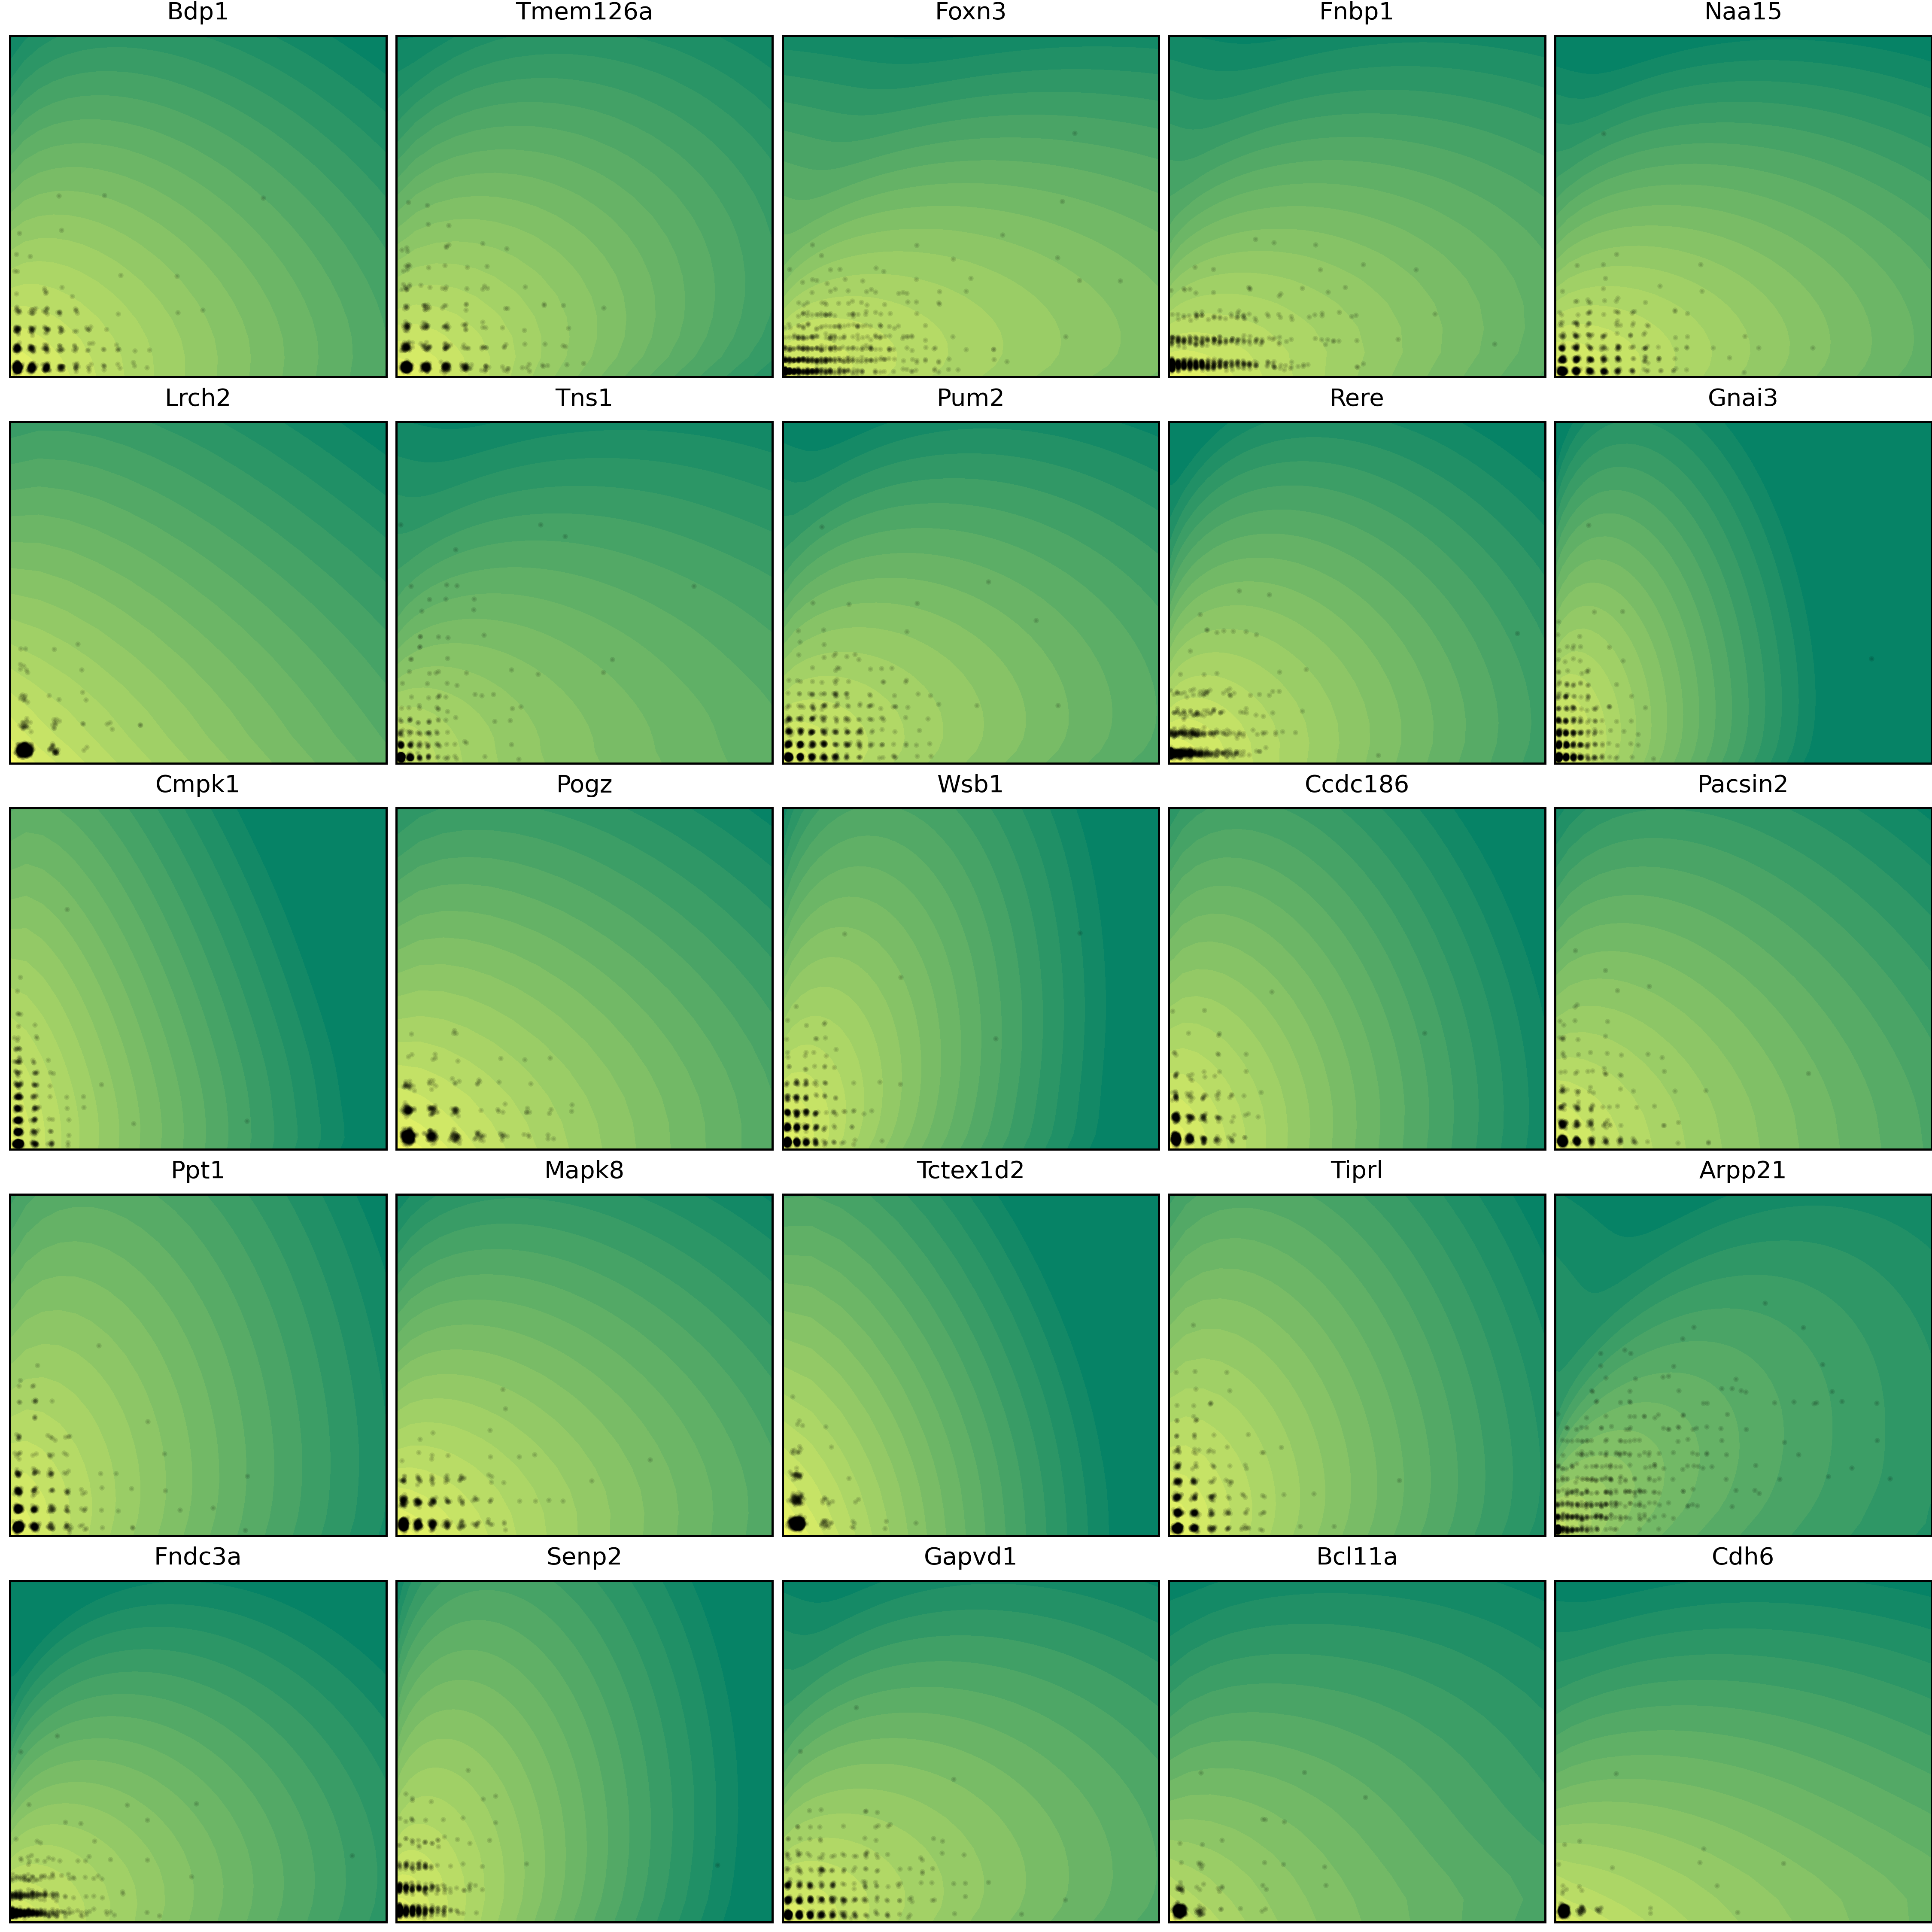 Bdp1 Tmem126a Foxn3 Fnbp1 Naa15
Lrch2 Tns1 Pum2 Rere Gnai3
Cmpk1 Pogz Wsb1 Ccdc186 Pacsin2
Ppt1 Mapk8 Tctex1d2 Tiprl Arpp21
Fndc3a Senp2 Gapvd1 Bcl11a Cdh6